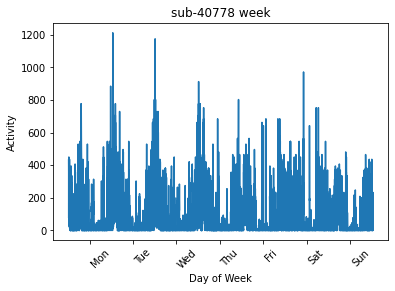 sub-40778 week
1200
1000
800
600
400
200
0
Activity
Mon
Tue
Wed
Thu
Fri
Sat
Sun
Day of Week